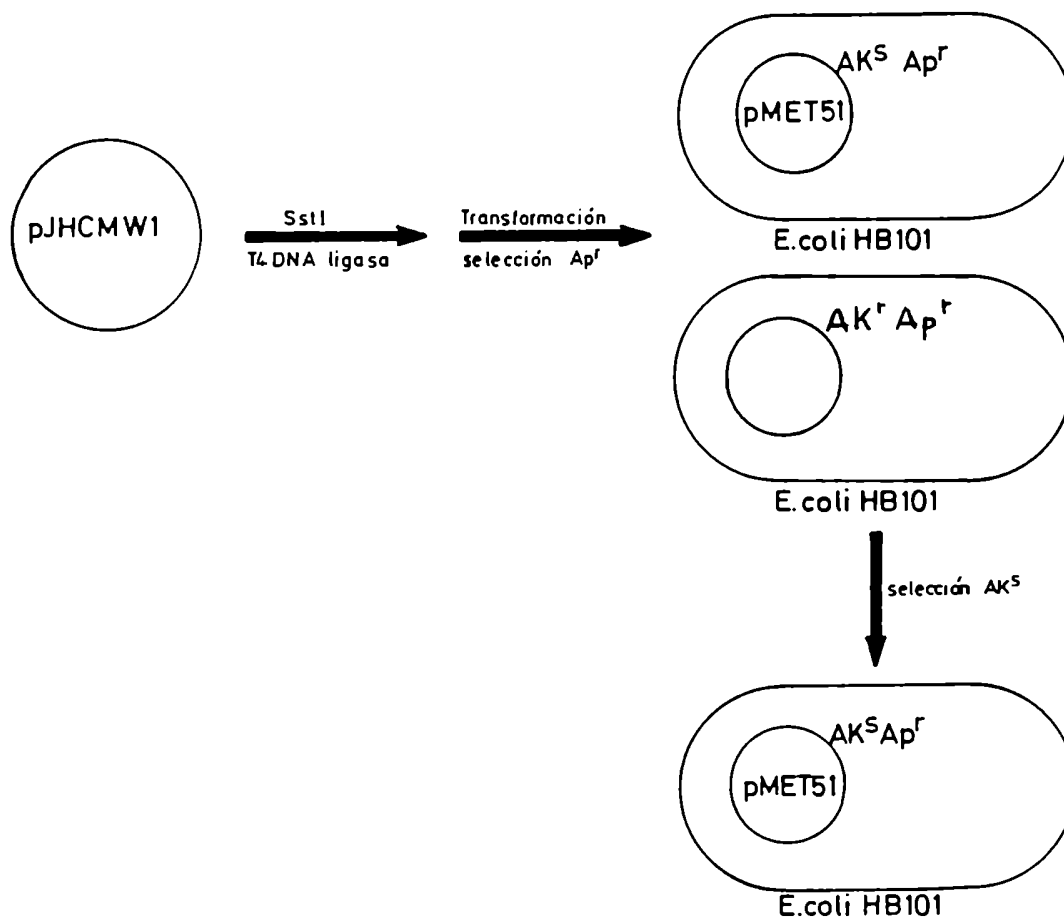 pJHCMW1
SstI
T4 DNA ligasa
Transformación
selección Apʳ
AKˢ Apʳ
pMET51
E.coli HB101
AKʳ Apʳ
E.coli HB101
selección AKˢ
AKˢ Apʳ
pMET51
E.coli HB101